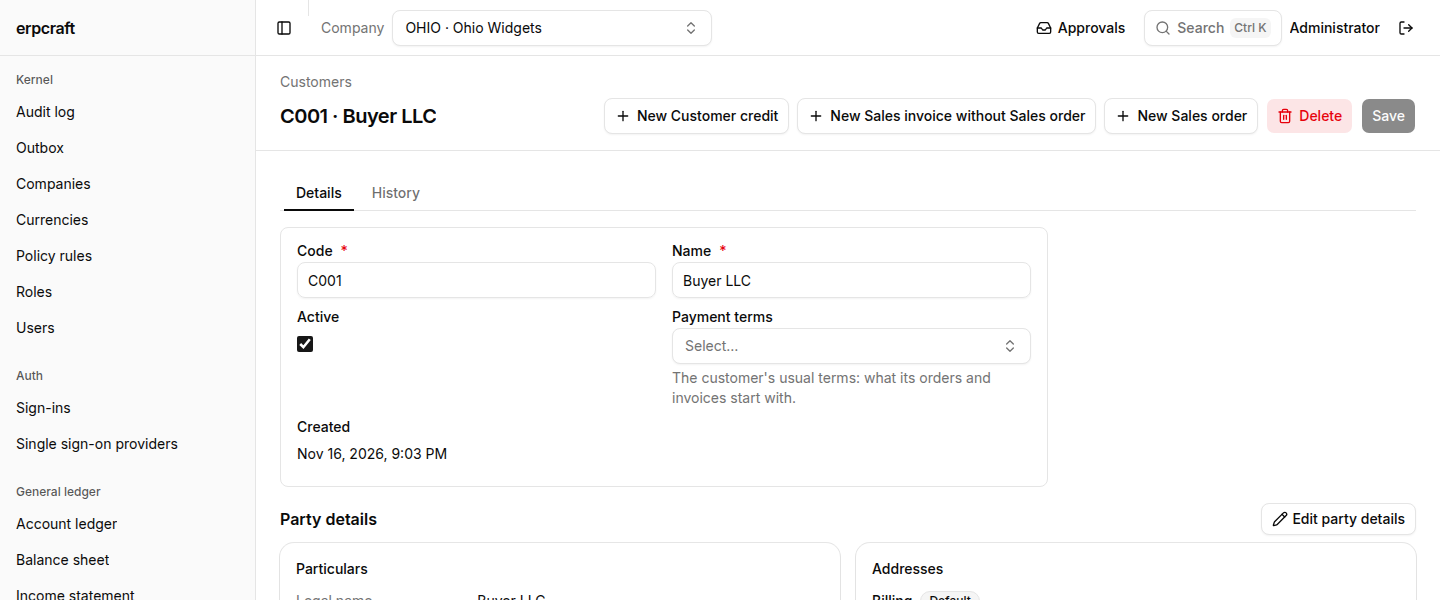 erpcraft
Company
OHIO · Ohio Widgets
Approvals
Search Ctrl K
Administrator
Kernel
Audit log
Outbox
Companies
Currencies
Policy rules
Roles
Users
Auth
Sign-ins
Single sign-on providers
General ledger
Account ledger
Balance sheet
Income statement
Customers
C001 · Buyer LLC
New Customer credit
New Sales invoice without Sales order
New Sales order
Delete
Save
Details
History
Code *
C001
Name *
Buyer LLC
Active
Payment terms
Select...
The customer's usual terms: what its orders and
invoices start with.
Created
Nov 16, 2026, 9:03 PM
Party details
Edit party details
Particulars
Legal name
Buyer LLC
Addresses
Billing Default